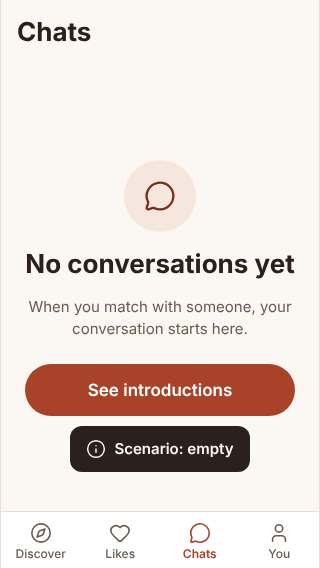 Chats
No conversations yet
When you match with someone, your
conversation starts here.
See introductions
Scenario: empty
Discover
Likes
Chats
You